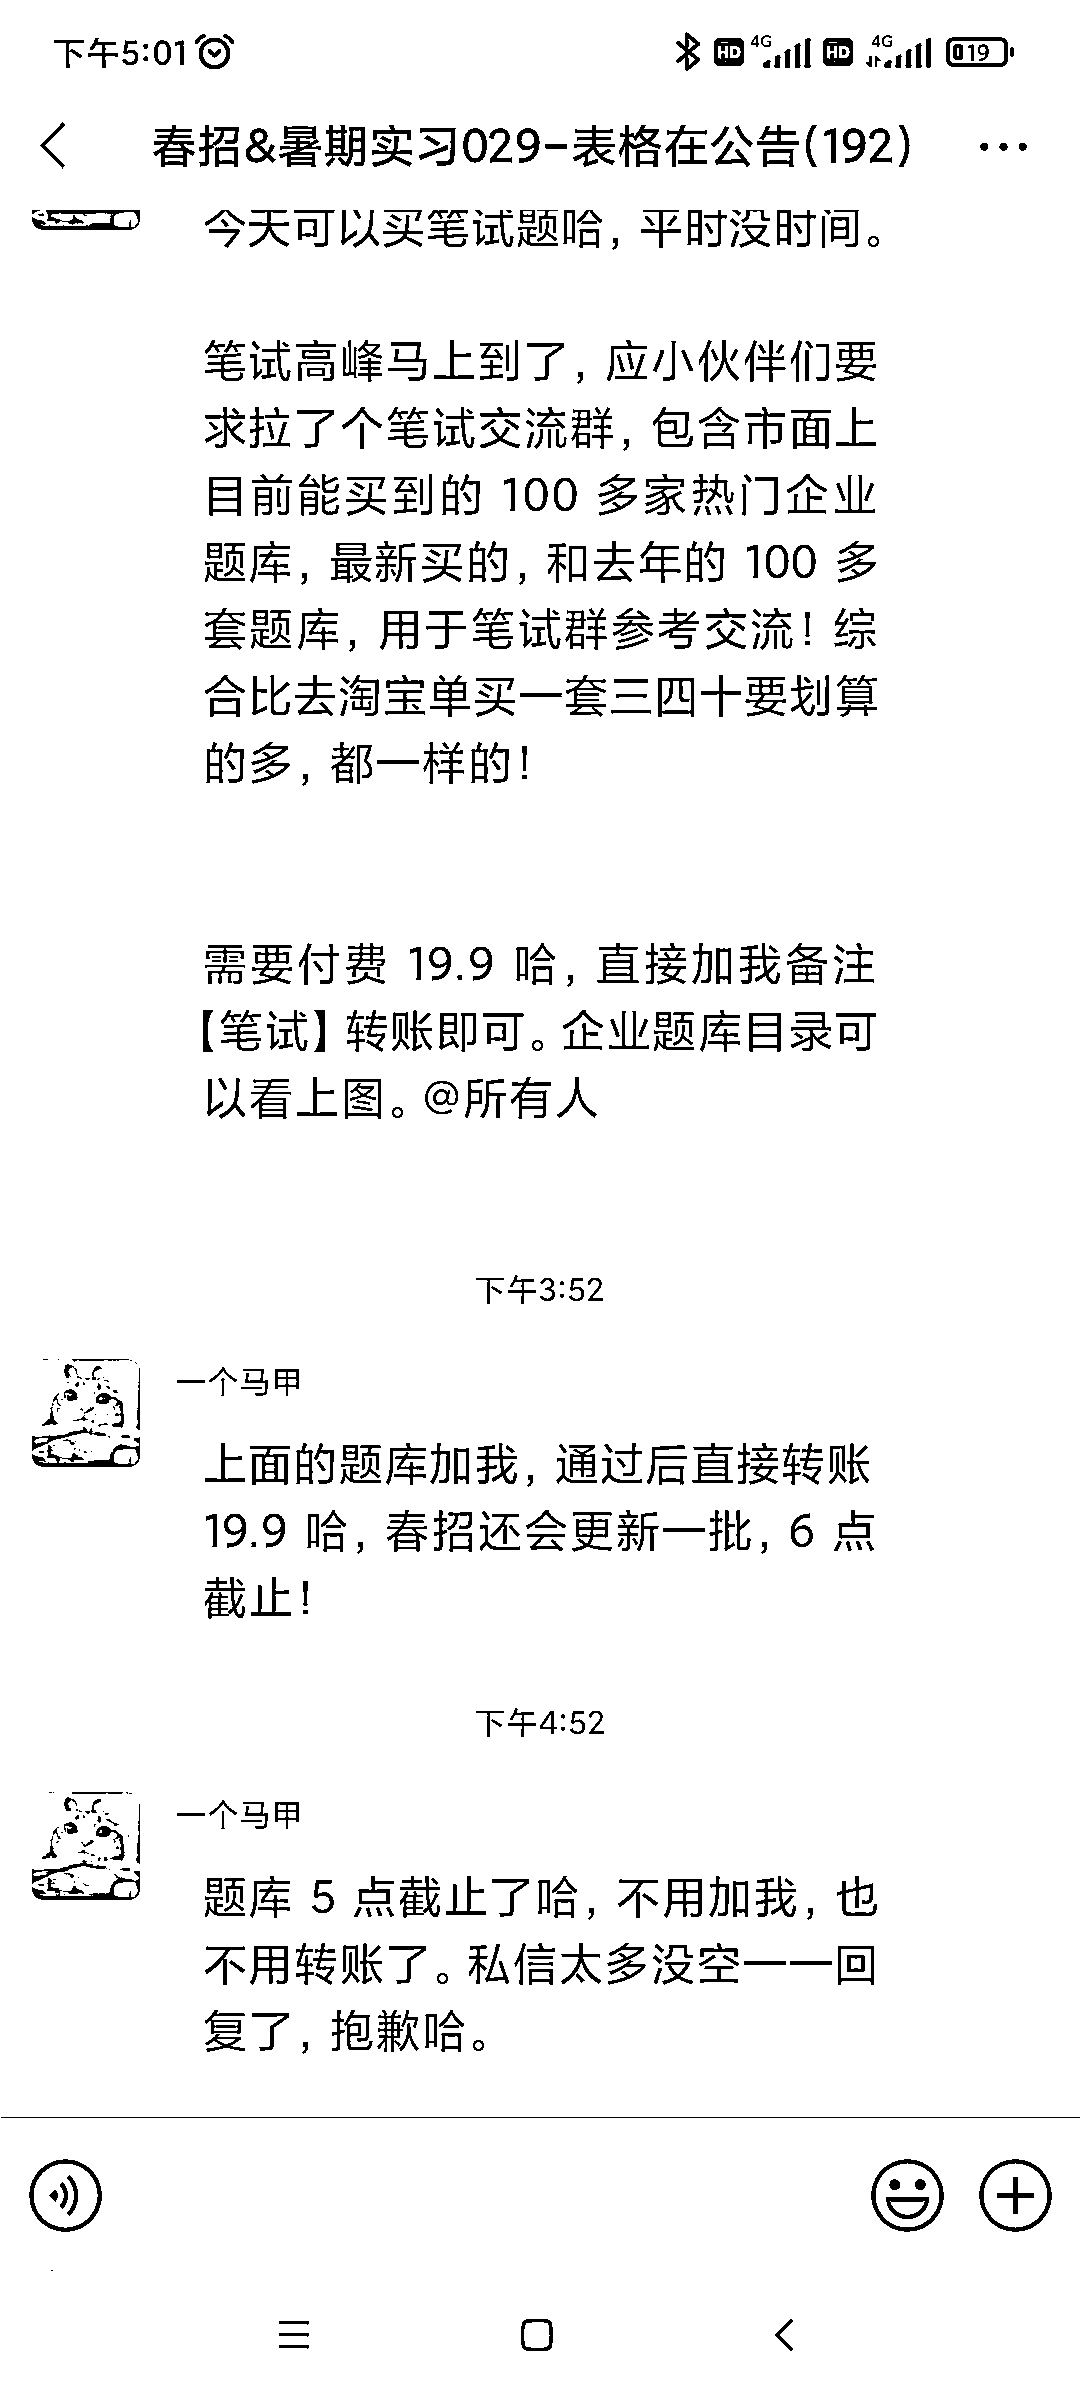 下午5:01
HD 4G HD 4G 19
春招&暑期实习029-表格在公告(192)
今天可以买笔试题哈，平时没时间。
笔试高峰马上到了，应小伙伴们要
求拉了个笔试交流群，包含市面上
目前能买到的 100 多家热门企业
题库，最新买的，和去年的 100 多
套题库，用于笔试群参考交流！综
合比去淘宝单买一套三四十要划算
的多，都一样的！
需要付费 19.9 哈，直接加我备注
【笔试】转账即可。企业题库目录可
以看上图。@所有人
下午3:52
一个马甲
上面的题库加我，通过后直接转账
19.9 哈，春招还会更新一批，6 点
截止！
下午4:52
一个马甲
题库 5 点截止了哈，不用加我，也
不用转账了。私信太多没空一一回
复了，抱歉哈。